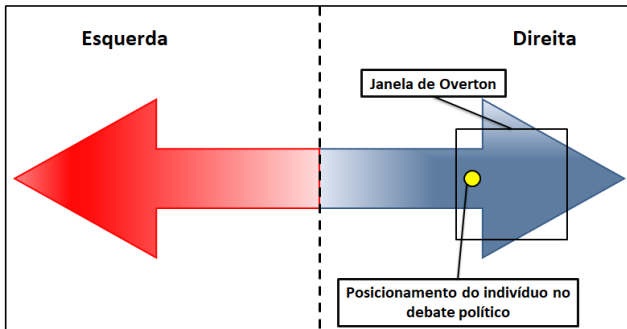 Esquerda
Direita
Janela de Overton
Posicionamento do indivíduo no
debate político